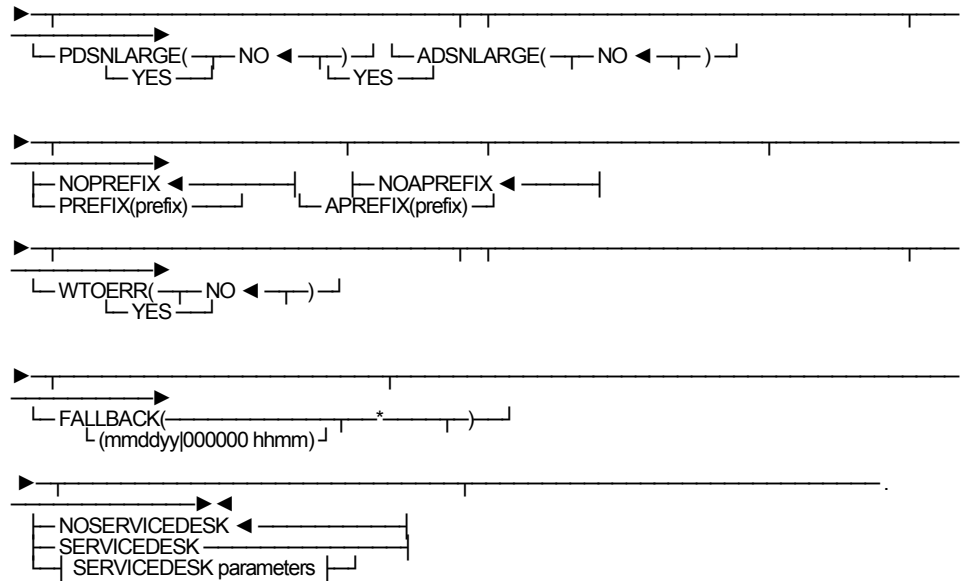 PDSNLARGE( NO ◄ ) ADSNLARGE( NO ◄ )
YES YES
NOPREFIX ◄ NOAPREFIX ◄
PREFIX(prefix) APREFIX(prefix)
WTOERR( NO ◄ )
YES
FALLBACK( * )
(mmddyy|000000 hhmm)
.
NOSERVICEDESK ◄
SERVICEDESK
SERVICEDESK parameters